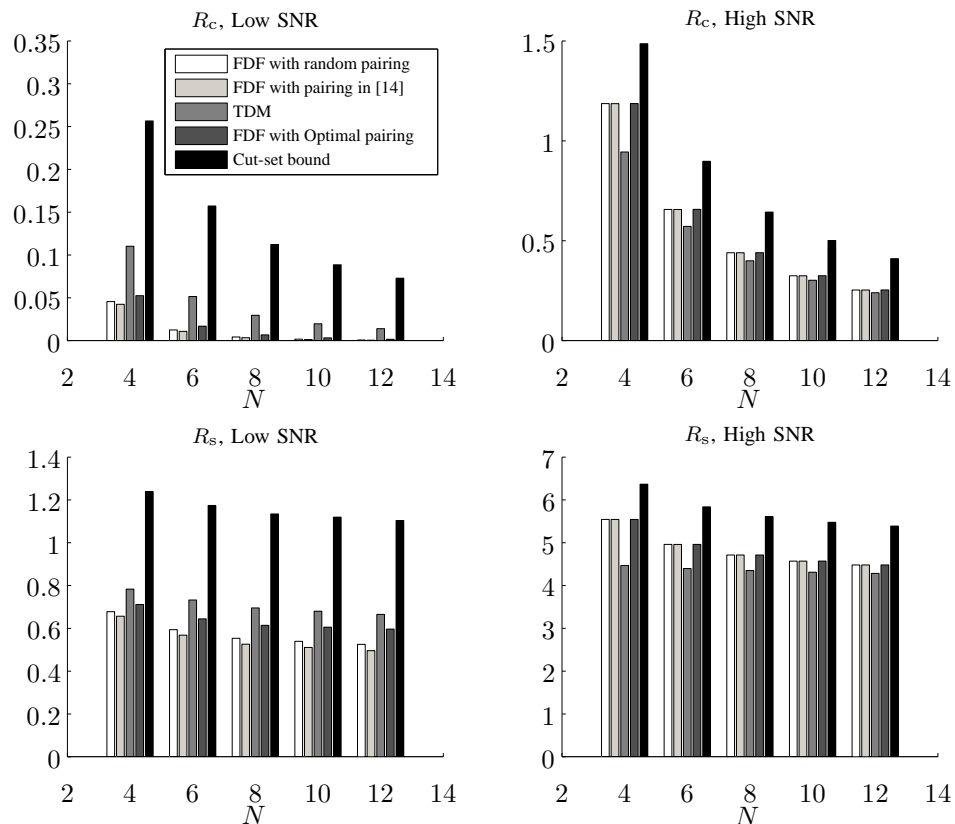 R_c, Low SNR
0.35
0.3
0.25
0.2
0.15
0.1
0.05
0
2 4 6 8 10 12 14
N
FDF with random pairing
FDF with pairing in [14]
TDM
FDF with Optimal pairing
Cut-set bound
R_c, High SNR
1.5
1
0.5
0
2 4 6 8 10 12 14
N
R_s, Low SNR
1.4
1.2
1
0.8
0.6
0.4
0.2
0
2 4 6 8 10 12 14
N
R_s, High SNR
7
6
5
4
3
2
1
0
2 4 6 8 10 12 14
N